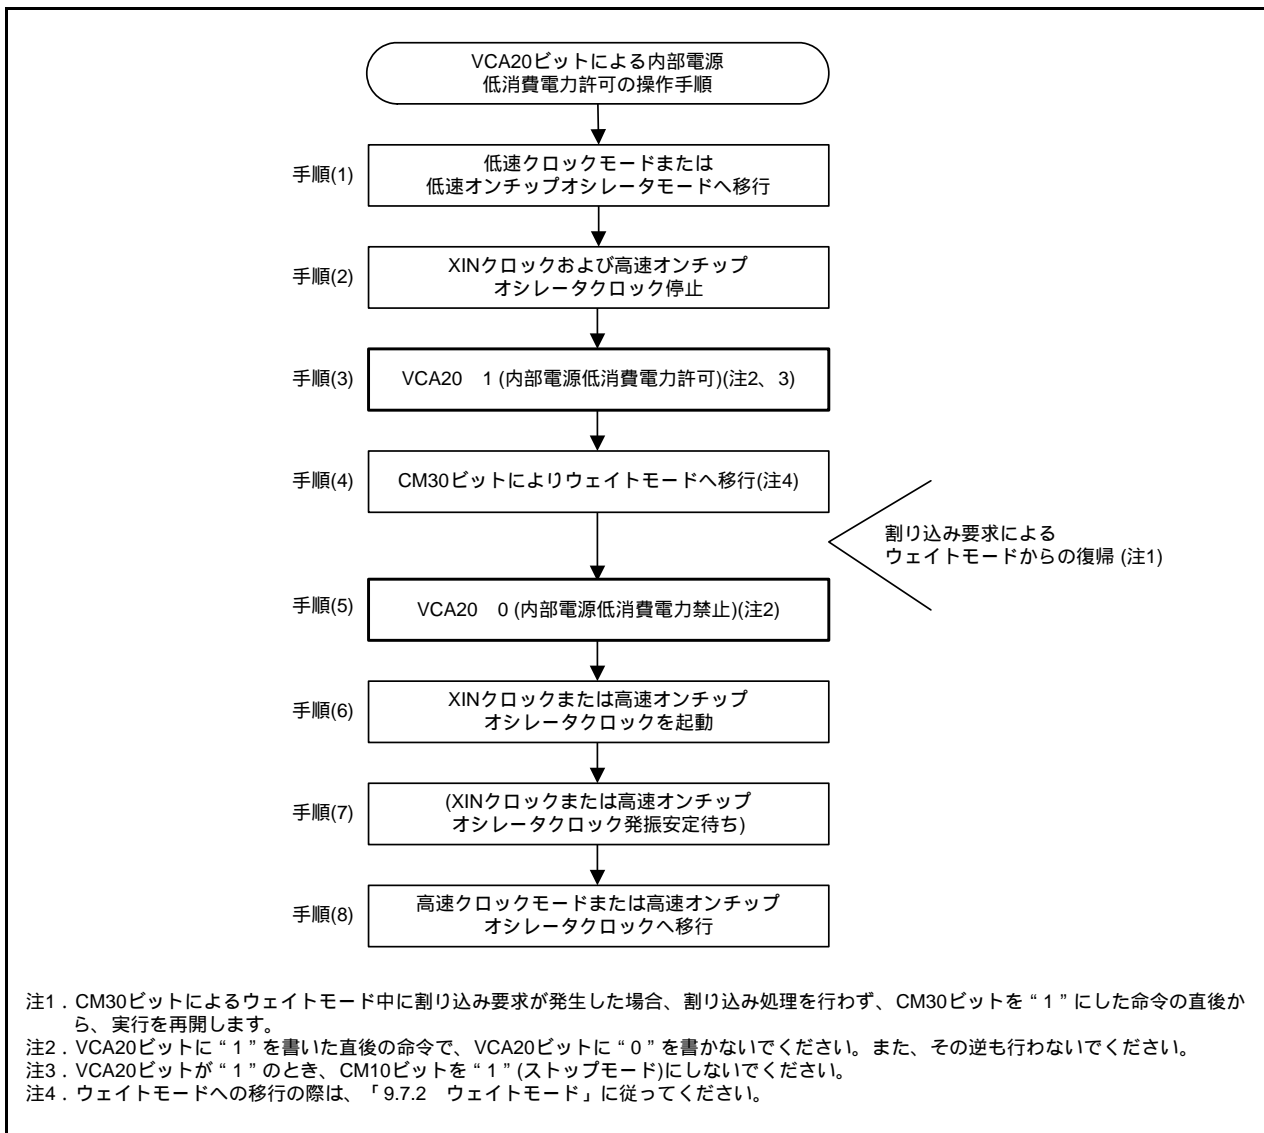 VCA20ビットによる内部電源
低消費電力許可の操作手順
手順(1)
低速クロックモードまたは
低速オンチップオシレータモードへ移行
手順(2)
XINクロックおよび高速オンチップ
オシレータクロック停止
手順(3)
VCA20　1 (内部電源低消費電力許可)(注2、3)
手順(4)
CM30ビットによりウェイトモードへ移行(注4)
割り込み要求による
ウェイトモードからの復帰 (注1)
手順(5)
VCA20　0 (内部電源低消費電力禁止)(注2)
手順(6)
XINクロックまたは高速オンチップ
オシレータクロックを起動
手順(7)
(XINクロックまたは高速オンチップ
オシレータクロック発振安定待ち)
手順(8)
高速クロックモードまたは高速オンチップ
オシレータクロックへ移行
注1．CM30ビットによるウェイトモード中に割り込み要求が発生した場合、割り込み処理を行わず、CM30ビットを“1”にした命令の直後か
ら、実行を再開します。
注2．VCA20ビットに“1”を書いた直後の命令で、VCA20ビットに“0”を書かないでください。また、その逆も行わないでください。
注3．VCA20ビットが“1”のとき、CM10ビットを“1”(ストップモード)にしないでください。
注4．ウェイトモードへの移行の際は、「9.7.2　ウェイトモード」に従ってください。